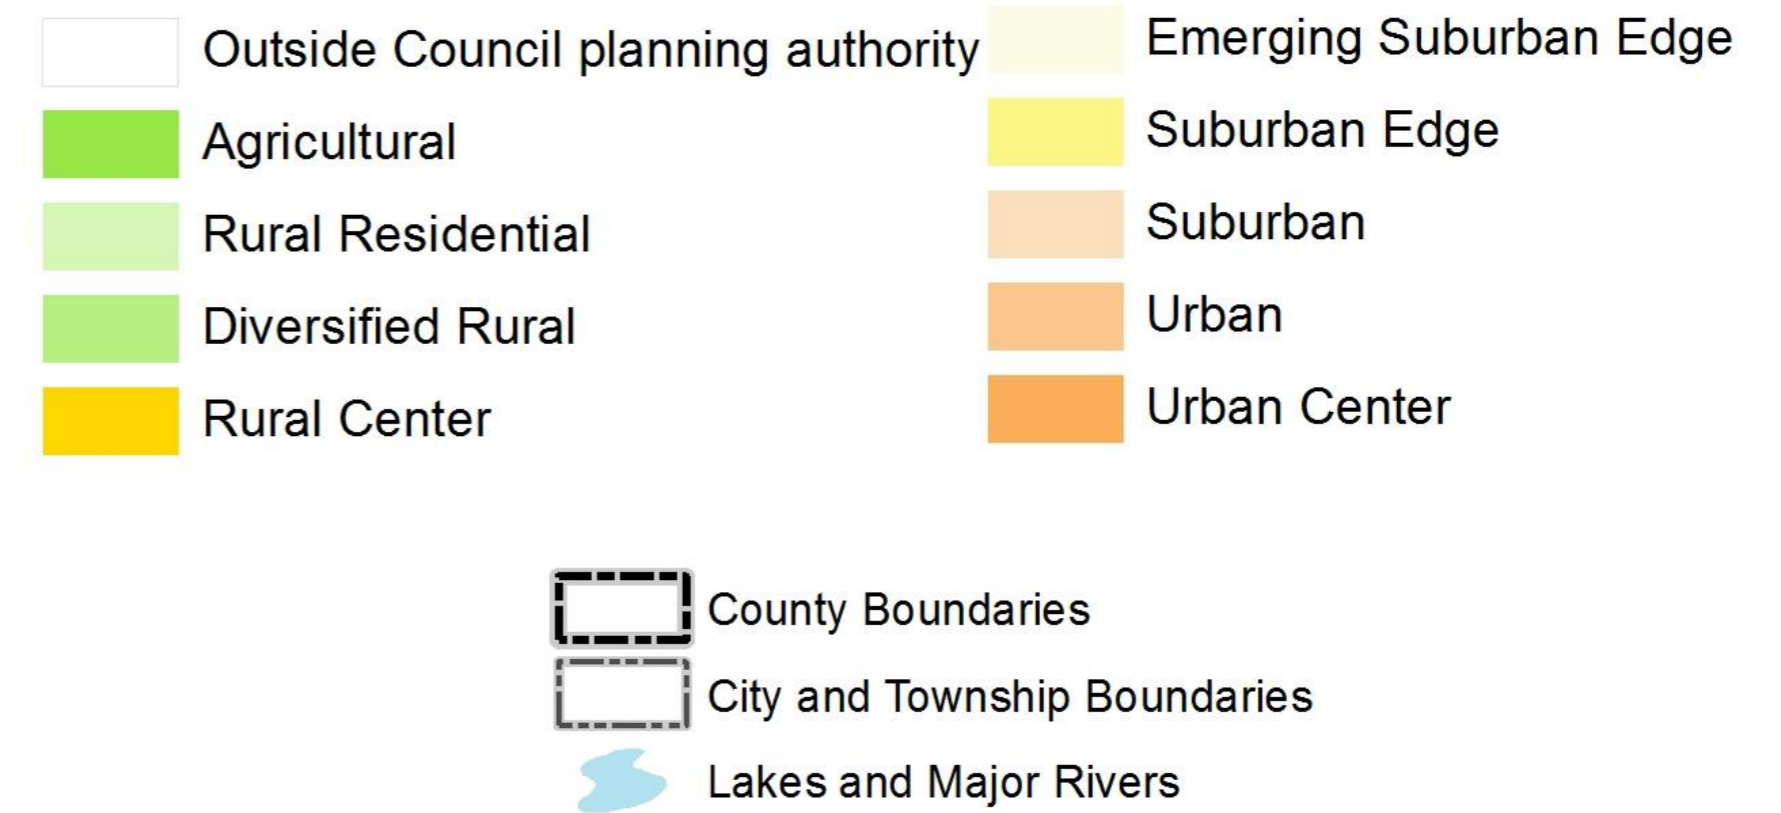 Outside Council planning authority
Agricultural
Rural Residential
Diversified Rural
Rural Center
Emerging Suburban Edge
Suburban Edge
Suburban
Urban
Urban Center
County Boundaries
City and Township Boundaries
Lakes and Major Rivers